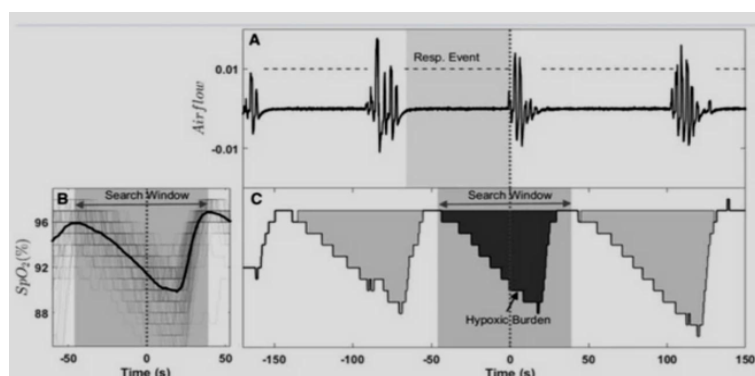 A
Resp. Event
0.01
-0.01
Airflow
B
Search Window
96
92
88
SpO₂(%)
-50
0
50
Time (s)
C
Search Window
Hypoxic Burden
-150
-100
-50
0
50
100
150
Time (s)